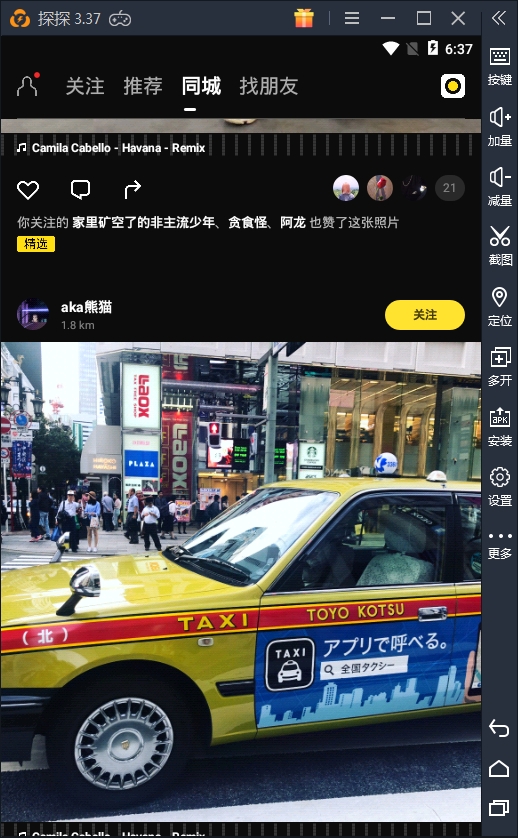 探探 3.37
6:37
关注 推荐 同城 找朋友
Camila Cabello - Havana - Remix
21
你关注的 家里矿空了的非主流少年、贪食怪、阿龙 也赞了这张照片
精选
aka熊猫
1.8 km
关注
Laox
LAOX
PLAZA
（北）
TAXI
TOYO KOTSU
TAXI
アプリで呼べる。
全国タクシー
Camila Cabello - Havana - Remix
按键
加量
减量
截图
定位
多开
APK
安装
设置
更多